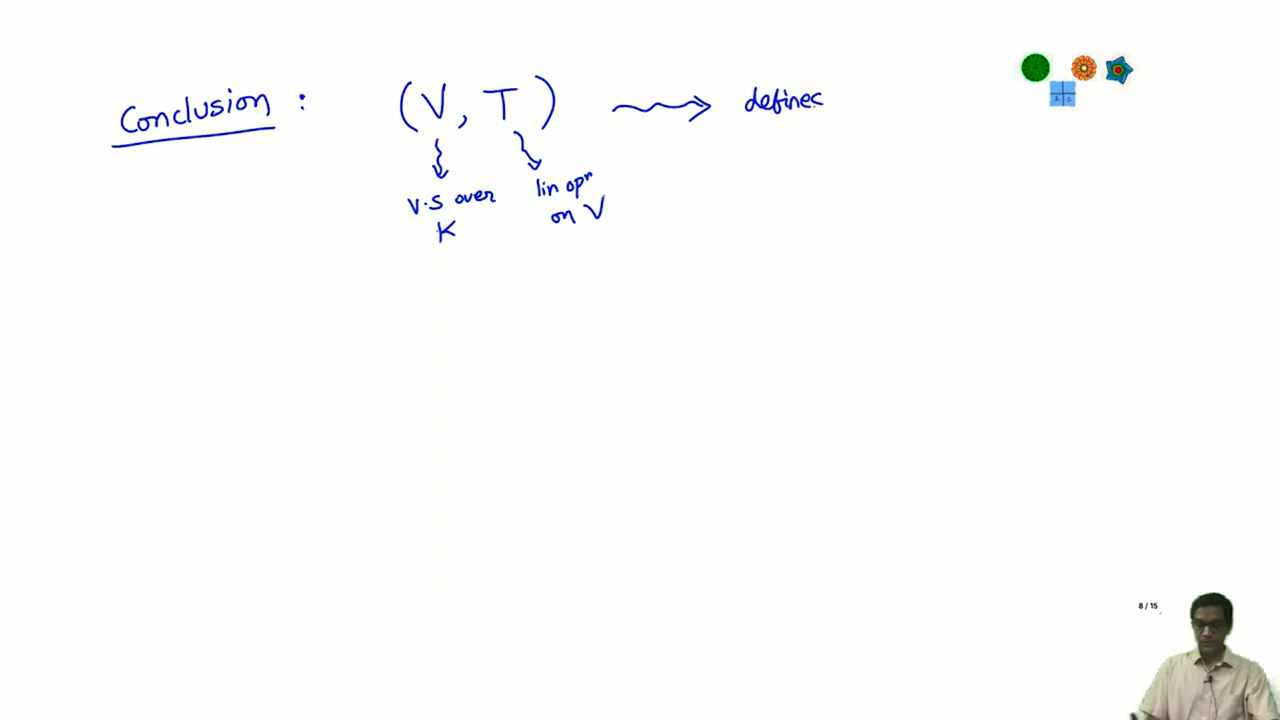 Conclusion : (V, T) defines
v.s over lin opr
K on V
8 / 15